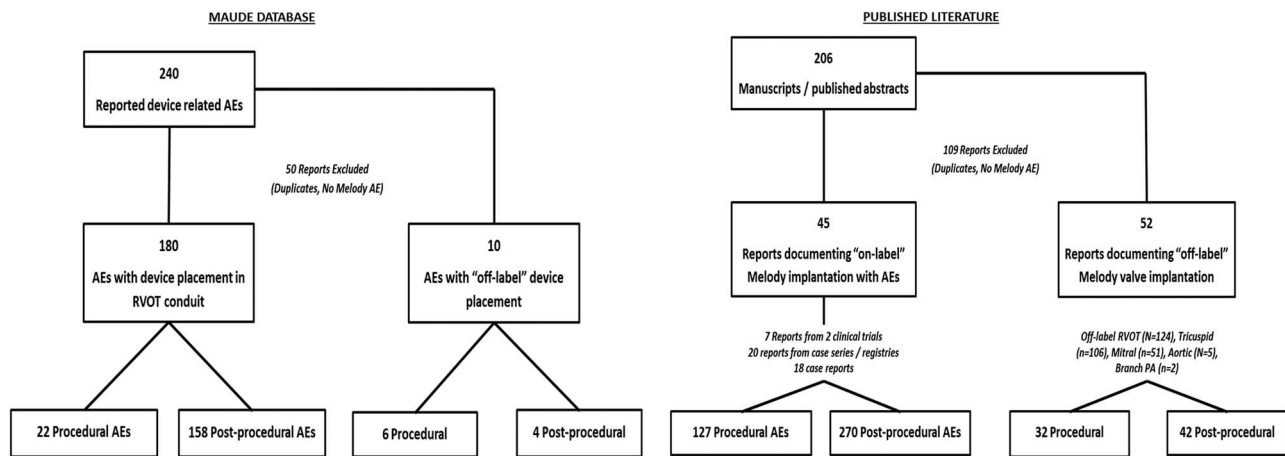 MAUDE DATABASE
240
Reported device related AEs
50 Reports Excluded
(Duplicates, No Melody AE)
180
AEs with device placement in
RVOT conduit
10
AEs with “off-label” device
placement
22 Procedural AEs
158 Post-procedural AEs
6 Procedural
4 Post-procedural
PUBLISHED LITERATURE
206
Manuscripts / published abstracts
109 Reports Excluded
(Duplicates, No Melody AE)
45
Reports documenting “on-label”
Melody implantation with AEs
52
Reports documenting “off-label”
Melody valve implantation
7 Reports from 2 clinical trials
20 reports from case series / registries
18 case reports
Off-label RVOT (N=124), Tricuspid
(n=106), Mitral (n=51), Aortic (N=5),
Branch PA (n=2)
127 Procedural AEs
270 Post-procedural AEs
32 Procedural
42 Post-procedural